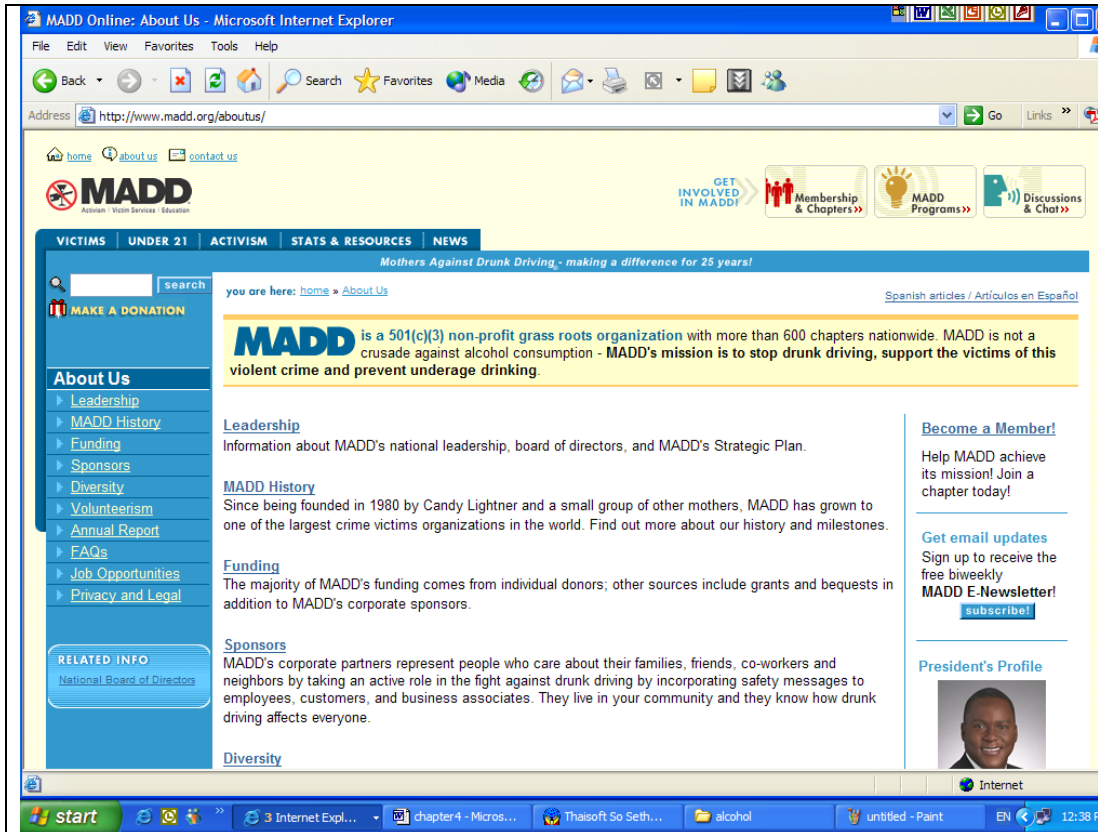 MADD Online: About Us - Microsoft Internet Explorer
File Edit View Favorites Tools Help
Back Search Favorites Media
Address http://www.madd.org/aboutus/ Go Links »
home about us contact us
MADD
Activism | Victim Services | Education
GET INVOLVED IN MADD!
Membership & Chapters»
MADD Programs»
Discussions & Chat»
VICTIMS UNDER 21 ACTIVISM STATS & RESOURCES NEWS
Mothers Against Drunk Driving - making a difference for 25 years!
search
MAKE A DONATION
you are here: home » About Us
Spanish articles / Artículos en Español
MADD is a 501(c)(3) non-profit grass roots organization with more than 600 chapters nationwide. MADD is not a
crusade against alcohol consumption - MADD's mission is to stop drunk driving, support the victims of this
violent crime and prevent underage drinking.
About Us
Leadership
MADD History
Funding
Sponsors
Diversity
Volunteerism
Annual Report
FAQs
Job Opportunities
Privacy and Legal
RELATED INFO
National Board of Directors
Leadership
Information about MADD's national leadership, board of directors, and MADD's Strategic Plan.
MADD History
Since being founded in 1980 by Candy Lightner and a small group of other mothers, MADD has grown to
one of the largest crime victims organizations in the world. Find out more about our history and milestones.
Funding
The majority of MADD's funding comes from individual donors; other sources include grants and bequests in
addition to MADD's corporate sponsors.
Sponsors
MADD's corporate partners represent people who care about their families, friends, co-workers and
neighbors by taking an active role in the fight against drunk driving by incorporating safety messages to
employees, customers, and business associates. They live in your community and they know how drunk
driving affects everyone.
Diversity
Become a Member!
Help MADD achieve
its mission! Join a
chapter today!
Get email updates
Sign up to receive the
free biweekly
MADD E-Newsletter!
subscribe!
President's Profile
Internet
start » 3 Internet Expl... chapter4 - Micros... Thaisoft So Seth... alcohol untitled - Paint EN 12:38 P